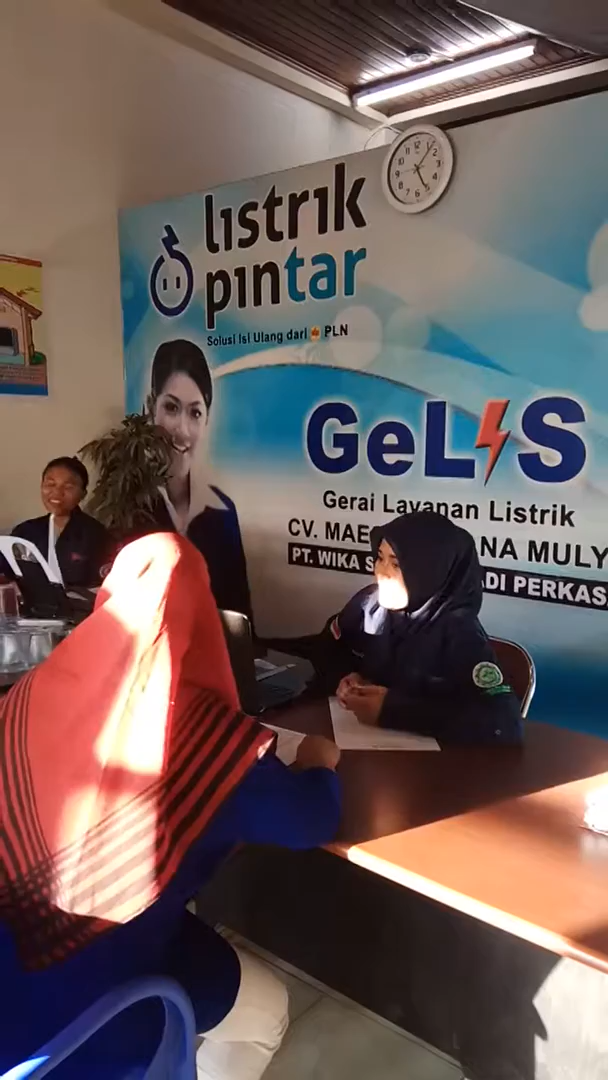 listrik
pintar
Solusi Isi Ulang dari PLN
GeLIS
Gerai Layanan Listrik
CV. MAE NA MULY
PT. WIKA S ADI PERKAS
12